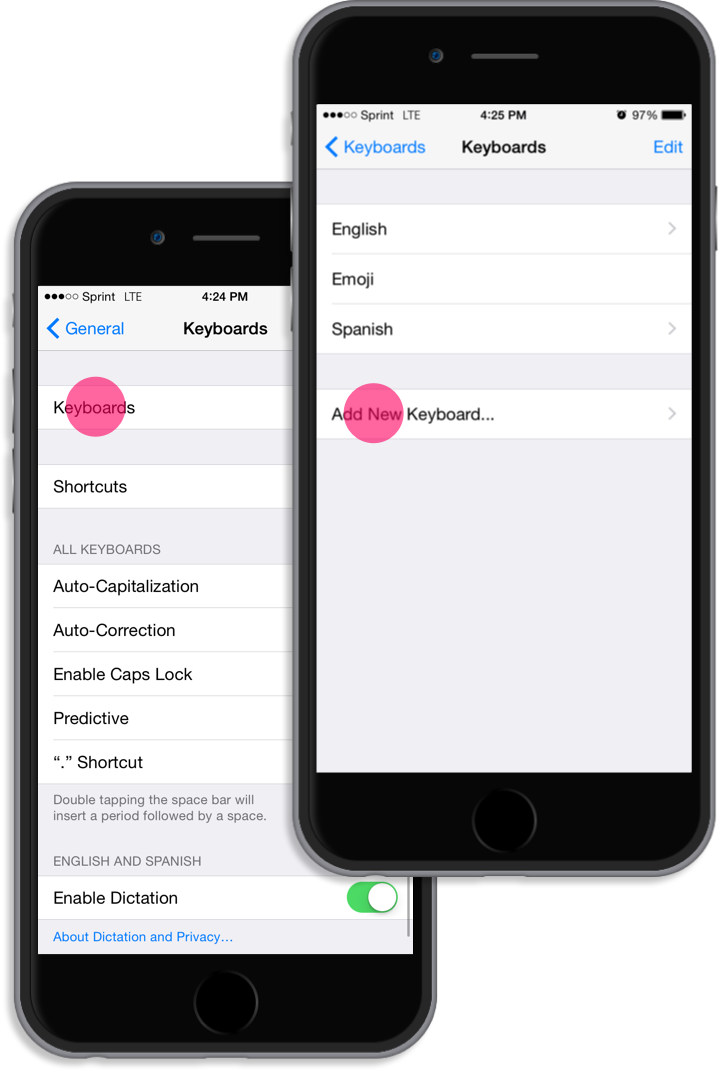 Sprint LTE 4:24 PM
General Keyboards
Keyboards
Shortcuts
ALL KEYBOARDS
Auto-Capitalization
Auto-Correction
Enable Caps Lock
Predictive
“.” Shortcut
Double tapping the space bar will
insert a period followed by a space.
ENGLISH AND SPANISH
Enable Dictation
About Dictation and Privacy…
Sprint LTE 4:25 PM 97%
Keyboards Keyboards Edit
English
Emoji
Spanish
Add New Keyboard...